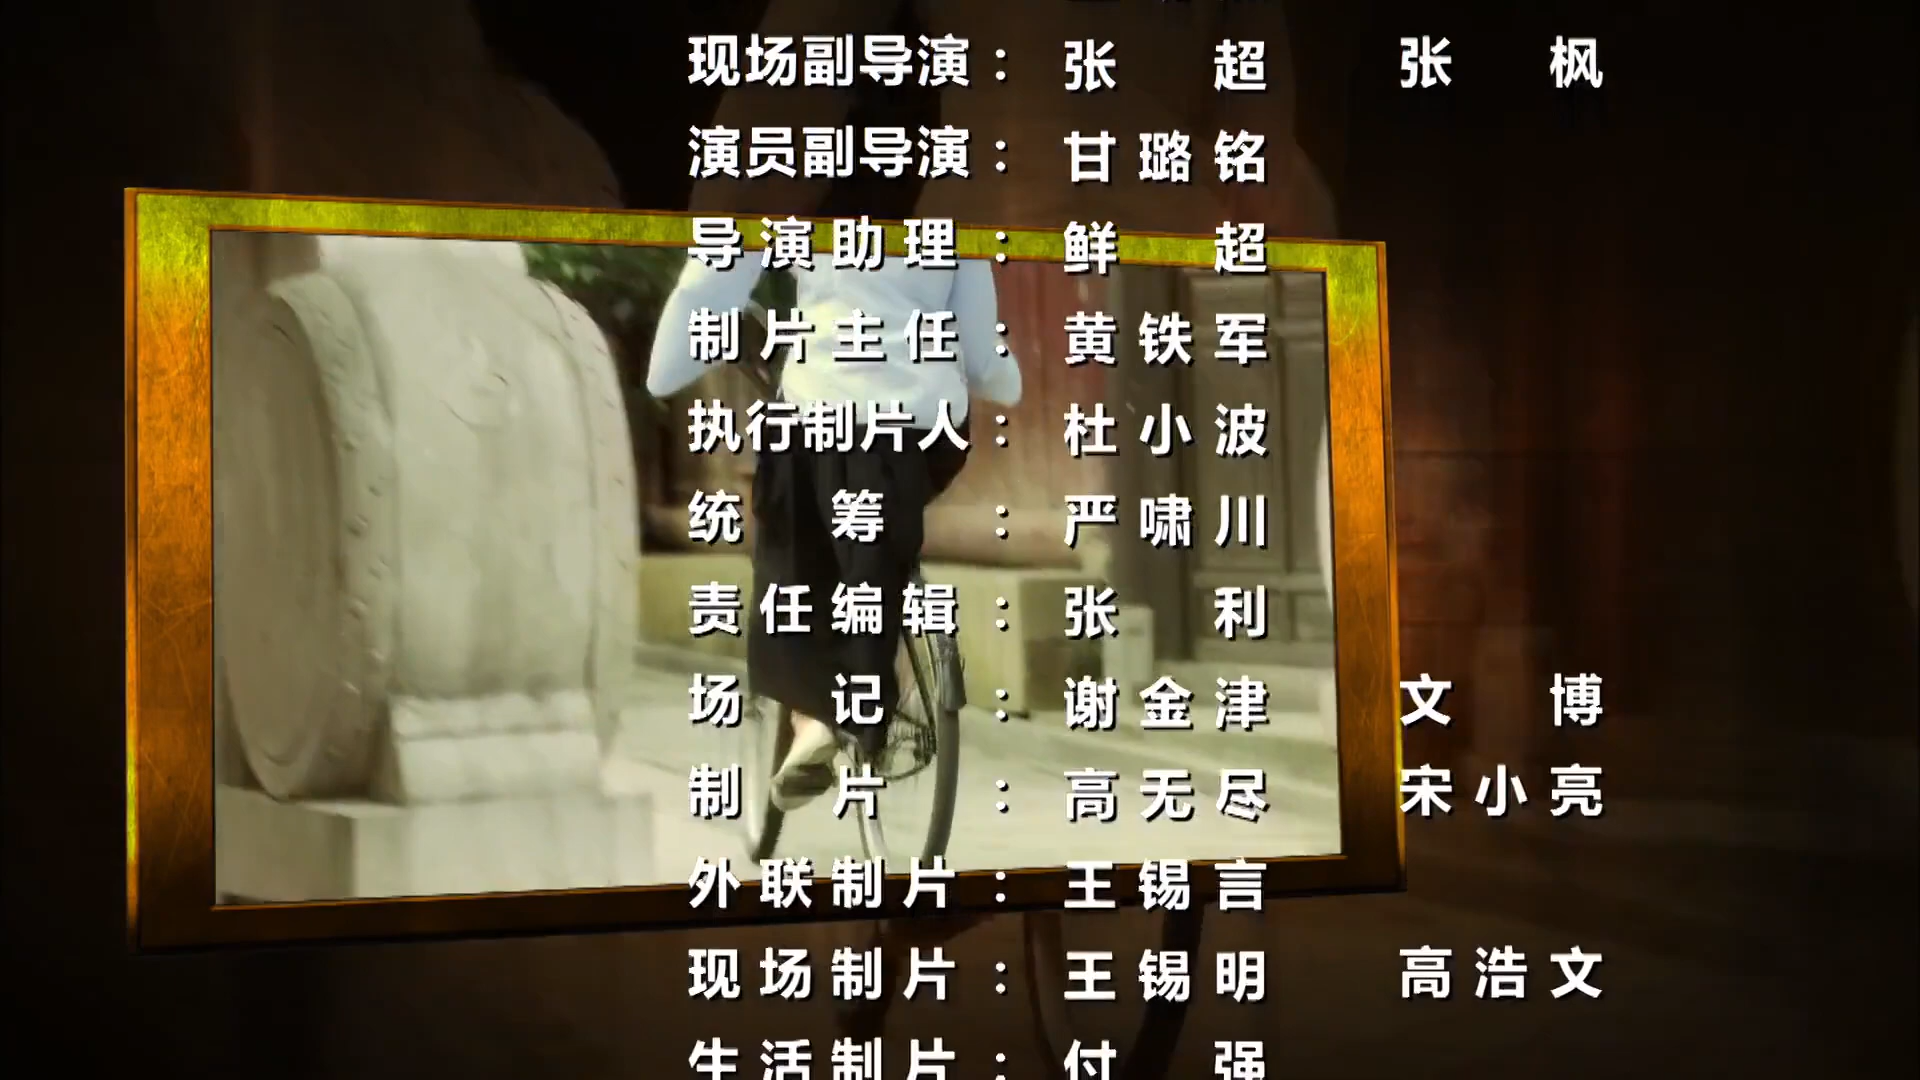 现场副导演：张超 张枫
演员副导演：甘璐铭
导演助理：鲜超
制片主任：黄铁军
执行制片人：杜小波
统筹：严啸川
责任编辑：张利
场记：谢金津 文博
制片：高无尽 宋小亮
外联制片：王锡言
现场制片：王锡明 高浩文
生活制片：付强